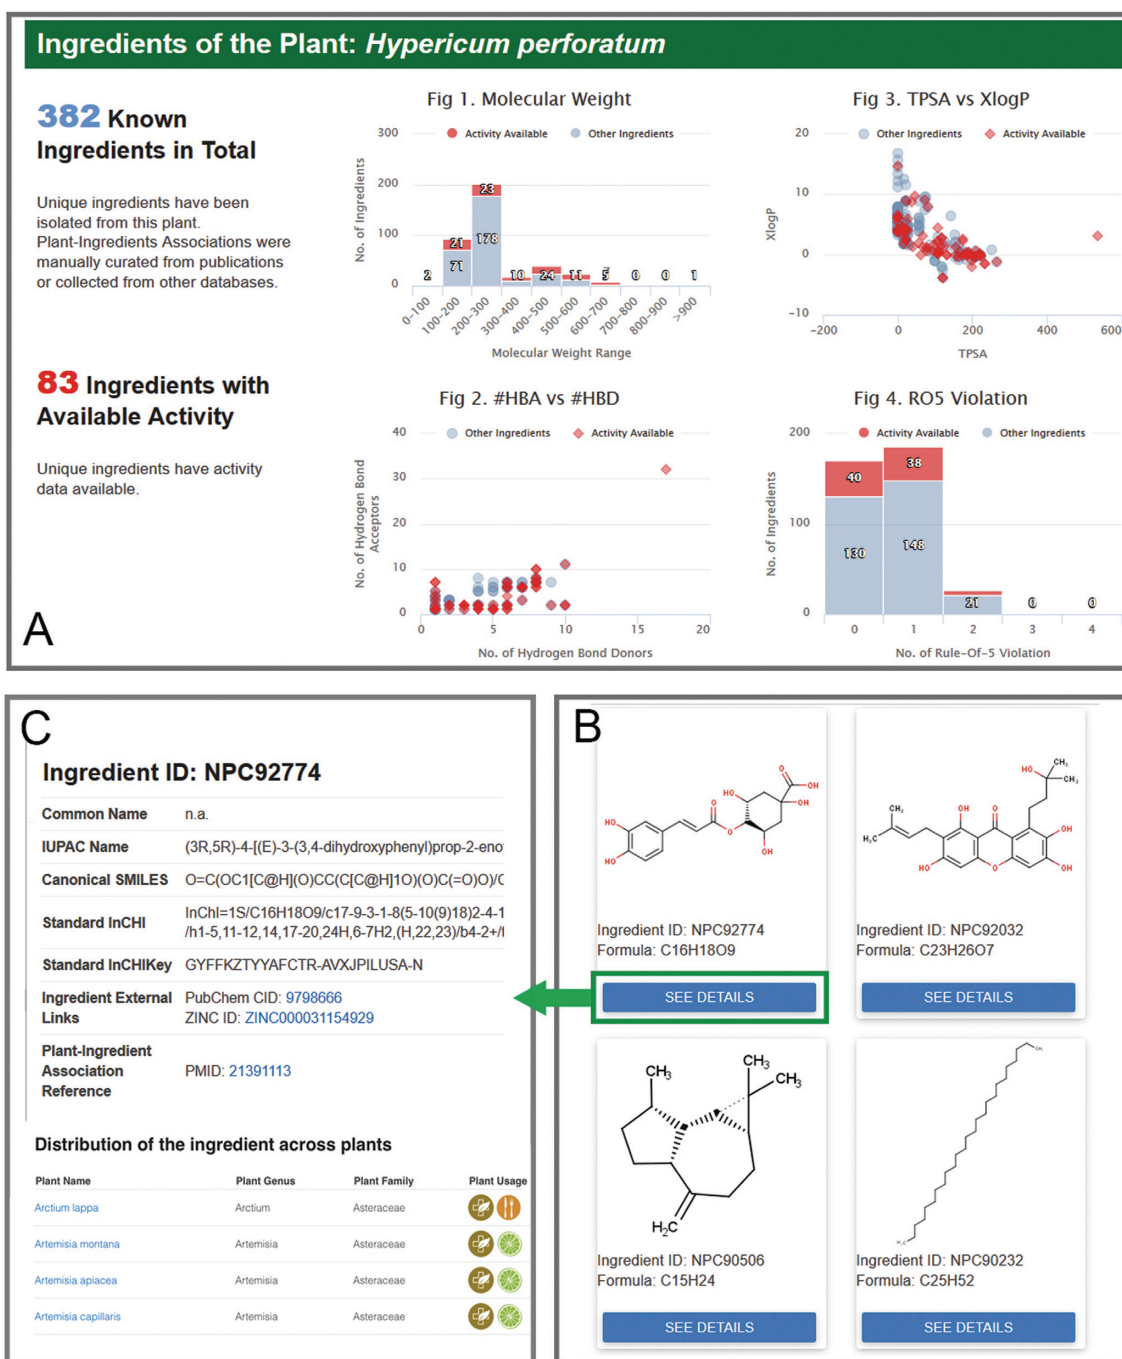 Ingredients of the Plant: Hypericum perforatum
382 Known
Ingredients in Total
Unique ingredients have been
isolated from this plant.
Plant-Ingredients Associations were
manually curated from publications
or collected from other databases.
83 Ingredients with
Available Activity
Unique ingredients have activity
data available.
A
Fig 1. Molecular Weight
Activity Available
Other Ingredients
No. of Ingredients
300
200
100
0
2
21
71
23
178
10
24
11
5
0
0
1
0-100
100-200
200-300
300-400
400-500
500-600
600-700
700-800
800-900
>900
Molecular Weight Range
Fig 3. TPSA vs XlogP
Other Ingredients
Activity Available
XlogP
20
10
0
-10
-200
0
200
400
600
TPSA
Fig 2. #HBA vs #HBD
Other Ingredients
Activity Available
No. of Hydrogen Bond
Acceptors
40
30
20
10
0
0
5
10
15
20
No. of Hydrogen Bond Donors
Fig 4. RO5 Violation
Activity Available
Other Ingredients
No. of Ingredients
200
100
0
40
130
38
148
21
0
0
0
1
2
3
4
No. of Rule-Of-5 Violation
C
Ingredient ID: NPC92774
Common Name n.a.
IUPAC Name (3R,5R)-4-[(E)-3-(3,4-dihydroxyphenyl)prop-2-eno
Canonical SMILES O=C(OC1[C@H](O)CC(C[C@H]1O)(O)C(=O)O)/C
Standard InCHI InChI=1S/C16H18O9/c17-9-3-1-8(5-10(9)18)2-4-1
/h1-5,11-12,14,17-20,24H,6-7H2,(H,22,23)/b4-2+/t
Standard InCHIKey GYFFKZTYYAFCTR-AVXJPILUSA-N
Ingredient External
Links
PubChem CID: 9798666
ZINC ID: ZINC000031154929
Plant-Ingredient
Association
Reference
PMID: 21391113
Distribution of the ingredient across plants
Plant Name Plant Genus Plant Family Plant Usage
Arctium lappa Arctium Asteraceae
Artemisia montana Artemisia Asteraceae
Artemisia apiacea Artemisia Asteraceae
Artemisia capillaris Artemisia Asteraceae
B
HO
HO
O
O
HO
OH
O
OH
OH
Ingredient ID: NPC92774
Formula: C16H18O9
SEE DETAILS
HO
CH3
CH3
CH3
H3C
OH
O
OH
HO
O
OH
Ingredient ID: NPC92032
Formula: C23H26O7
SEE DETAILS
CH3
CH3
CH3
H2C
Ingredient ID: NPC90506
Formula: C15H24
SEE DETAILS
CH3
H3C
Ingredient ID: NPC90232
Formula: C25H52
SEE DETAILS